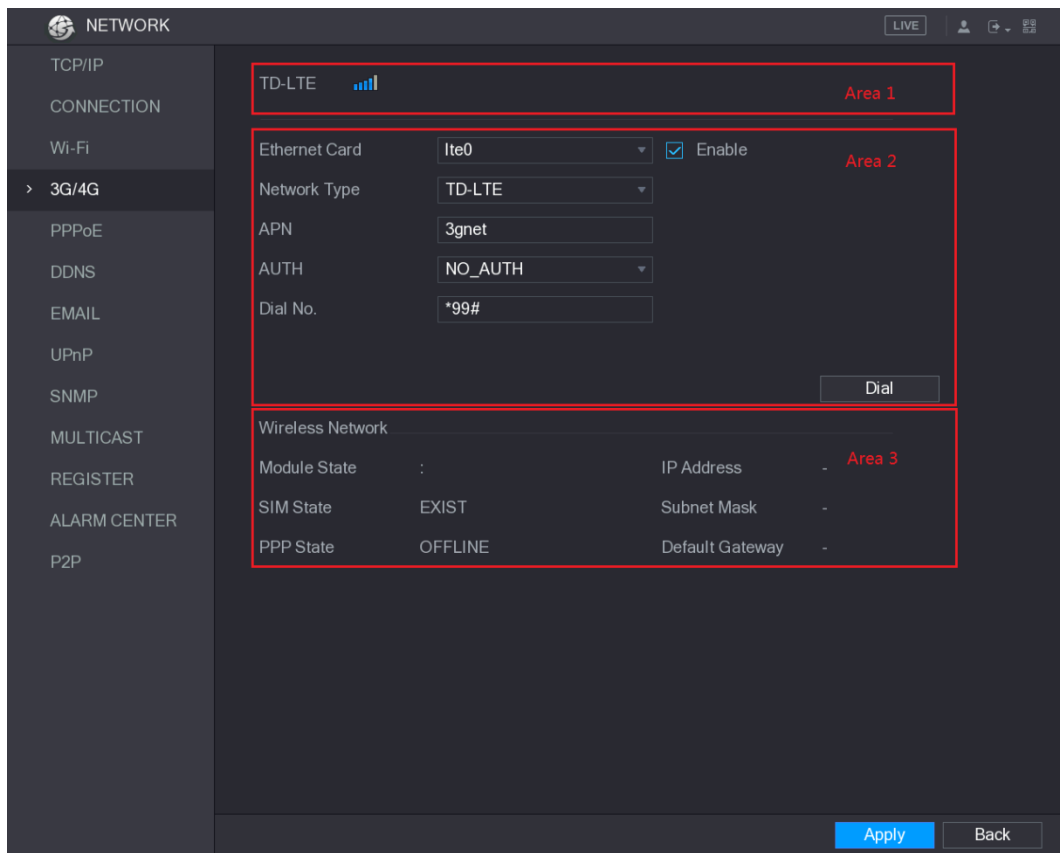 NETWORK
LIVE
TCP/IP
CONNECTION
Wi-Fi
3G/4G
PPPoE
DDNS
EMAIL
UPnP
SNMP
MULTICAST
REGISTER
ALARM CENTER
P2P
TD-LTE
Area 1
Ethernet Card lte0 Enable
Area 2
Network Type TD-LTE
APN 3gnet
AUTH NO_AUTH
Dial No. *99#
Dial
Wireless Network
Area 3
Module State : IP Address -
SIM State EXIST Subnet Mask -
PPP State OFFLINE Default Gateway -
Apply Back